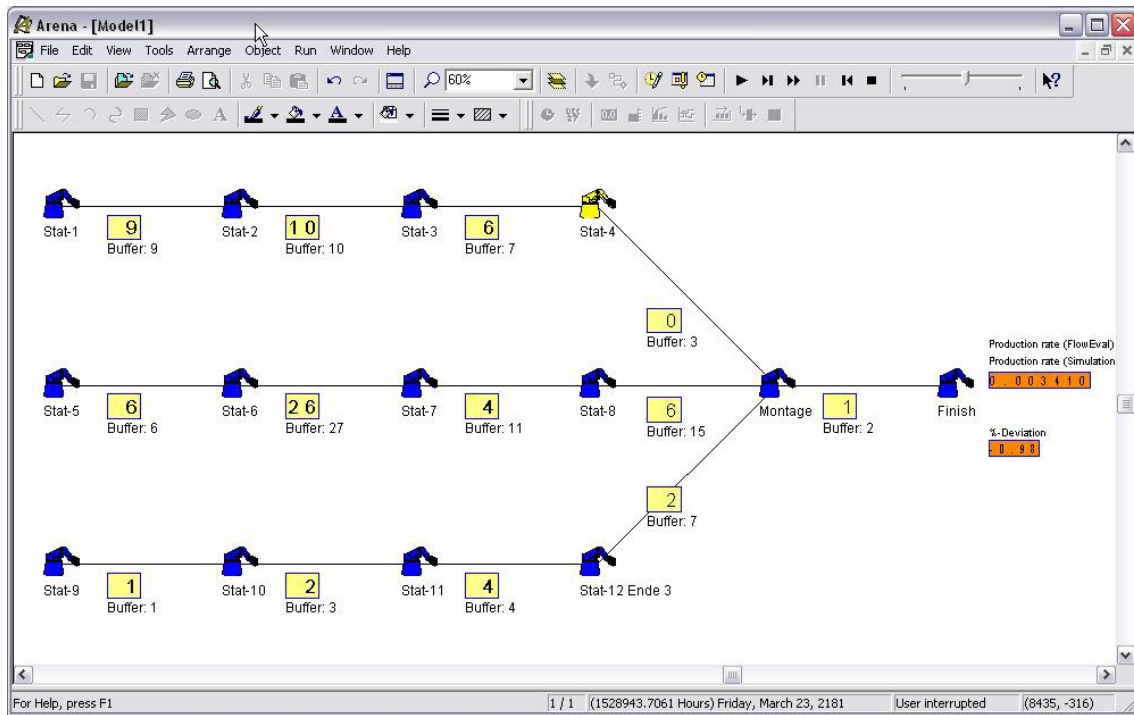 Arena - [Model1]
File Edit View Tools Arrange Object Run Window Help
60%
9
10
6
Stat-1
Stat-2
Stat-3
Stat-4
Buffer: 9
Buffer: 10
Buffer: 7
0
Buffer: 3
Production rate (FlowEval)
Production rate (Simulation
0.003410
6
26
4
6
1
Stat-5
Stat-6
Stat-7
Stat-8
Montage
Finish
Buffer: 6
Buffer: 27
Buffer: 11
Buffer: 15
Buffer: 2
%-Deviation
-0.98
2
Buffer: 7
1
2
4
Stat-9
Stat-10
Stat-11
Stat-12 Ende 3
Buffer: 1
Buffer: 3
Buffer: 4
For Help, press F1
1 / 1
(1528943.7061 Hours) Friday, March 23, 2181
User interrupted
(8435, -316)